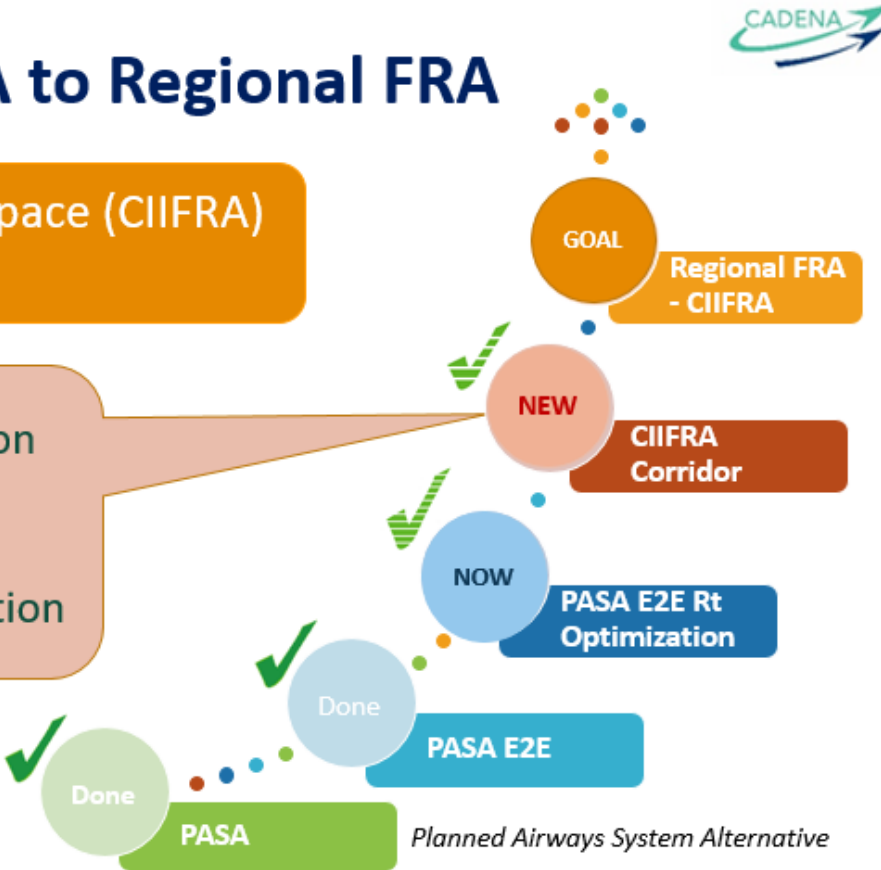 CADENA
to Regional FRA
pace (CIIFRA)
GOAL
Regional FRA
- CIIFRA
on
NEW
CIIFRA
Corridor
tion
NOW
PASA E2E Rt
Optimization
Done
PASA E2E
Done
PASA
Planned Airways System Alternative